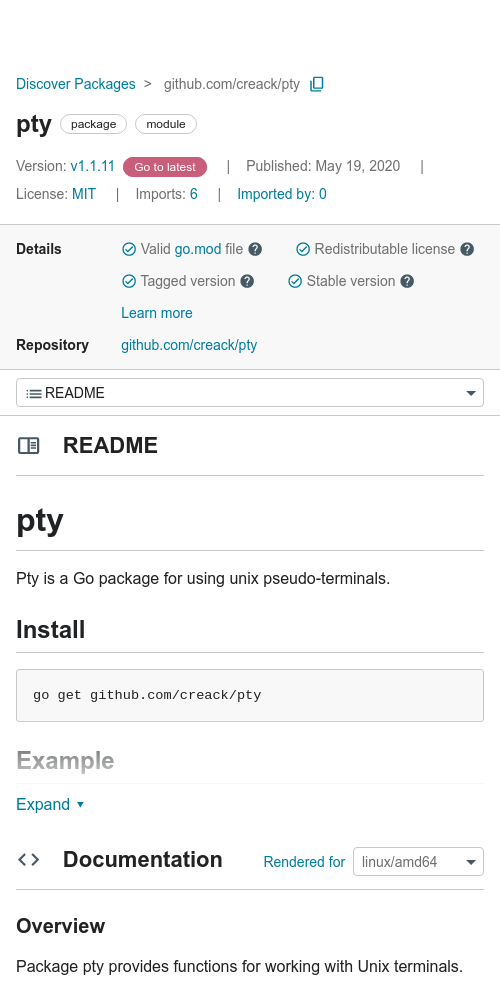 Discover Packages > github.com/creack/pty
pty package module
Version: v1.1.11 Go to latest | Published: May 19, 2020 |
License: MIT | Imports: 6 | Imported by: 0
Details Valid go.mod file Redistributable license
Tagged version Stable version
Learn more
Repository github.com/creack/pty
README
README
pty
Pty is a Go package for using unix pseudo-terminals.
Install
go get github.com/creack/pty
Example
Expand ▼
Documentation Rendered for linux/amd64
Overview
Package pty provides functions for working with Unix terminals.